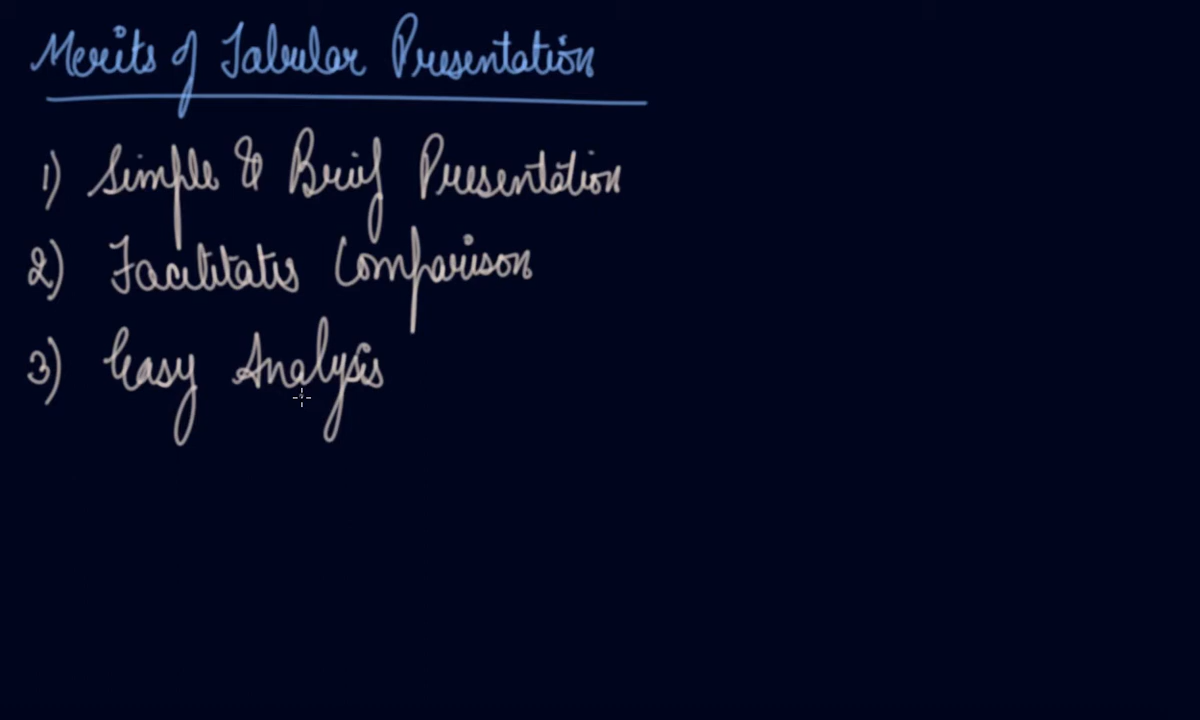 Merits of Tabular Presentation
1) Simple & Brief Presentation
2) Facilitates Comparison
3) Easy Analysis